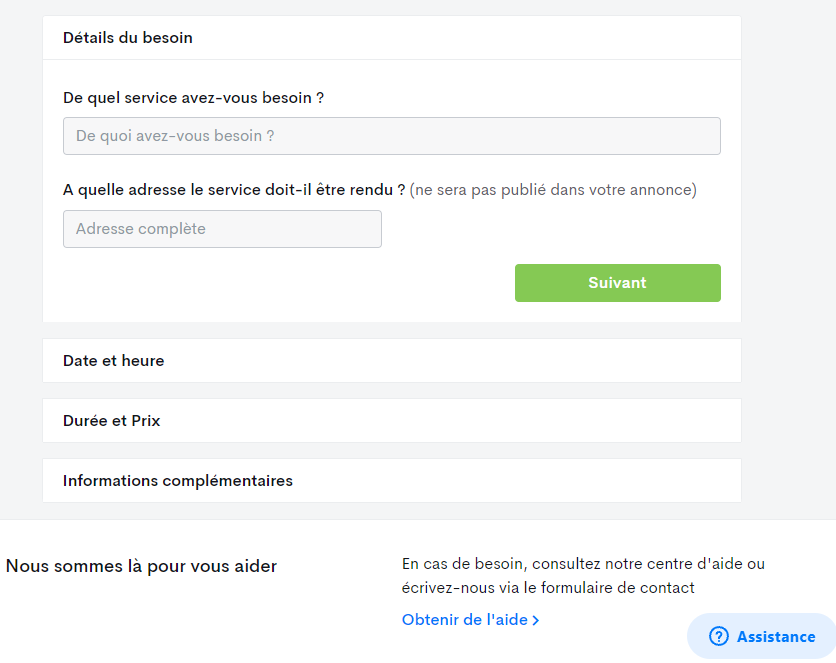 Détails du besoin
De quel service avez-vous besoin ?
De quoi avez-vous besoin ?
A quelle adresse le service doit-il être rendu ? (ne sera pas publié dans votre annonce)
Adresse complète
Suivant
Date et heure
Durée et Prix
Informations complémentaires
Nous sommes là pour vous aider
En cas de besoin, consultez notre centre d'aide ou
écrivez-nous via le formulaire de contact
Obtenir de l'aide >
? Assistance